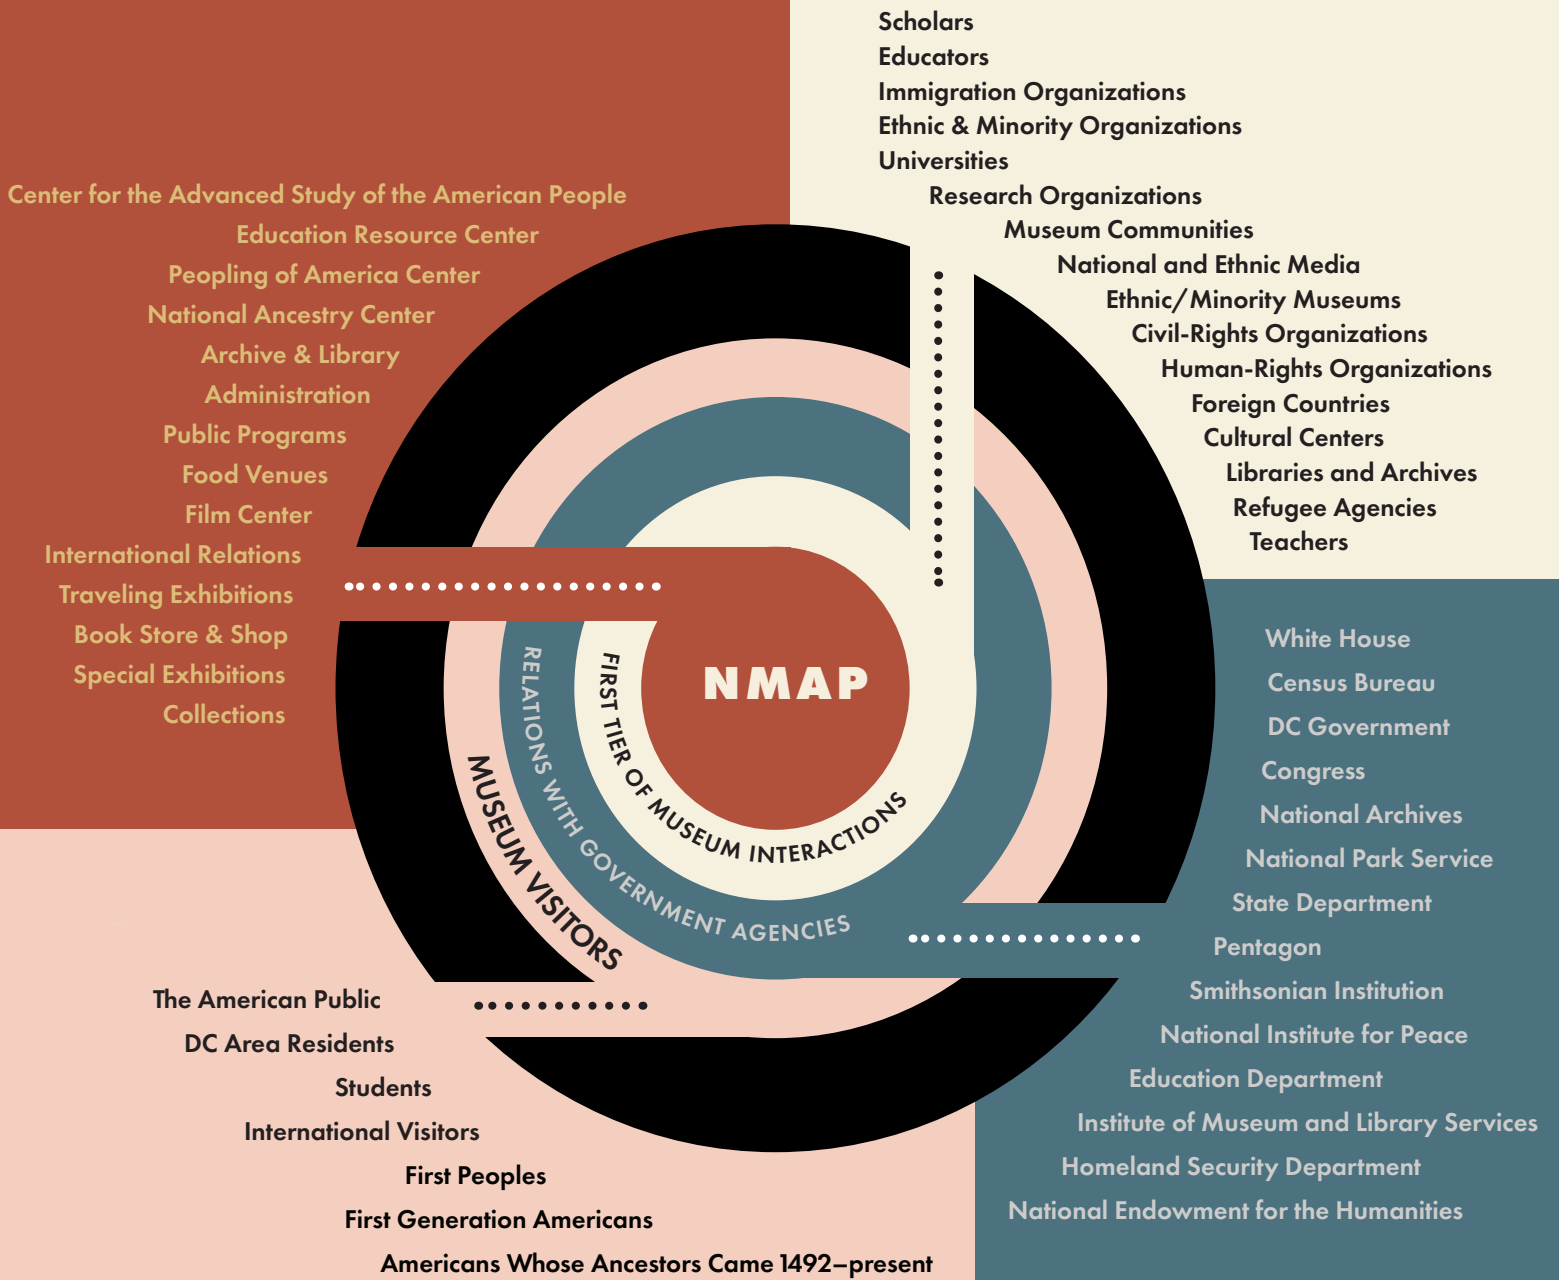 Scholars
Educators
Immigration Organizations
Ethnic & Minority Organizations
Universities
Research Organizations
Museum Communities
National and Ethnic Media
Ethnic/Minority Museums
Civil-Rights Organizations
Human-Rights Organizations
Foreign Countries
Cultural Centers
Libraries and Archives
Refugee Agencies
Teachers
Center for the Advanced Study of the American People
Education Resource Center
Peopling of America Center
National Ancestry Center
Archive & Library
Administration
Public Programs
Food Venues
Film Center
International Relations
Traveling Exhibitions
Book Store & Shop
Special Exhibitions
Collections
NMAP
FIRST TIER OF MUSEUM INTERACTIONS
RELATIONS WITH GOVERNMENT AGENCIES
MUSEUM VISITORS
White House
Census Bureau
DC Government
Congress
National Archives
National Park Service
State Department
Pentagon
Smithsonian Institution
National Institute for Peace
Education Department
Institute of Museum and Library Services
Homeland Security Department
National Endowment for the Humanities
The American Public
DC Area Residents
Students
International Visitors
First Peoples
First Generation Americans
Americans Whose Ancestors Came 1492–present